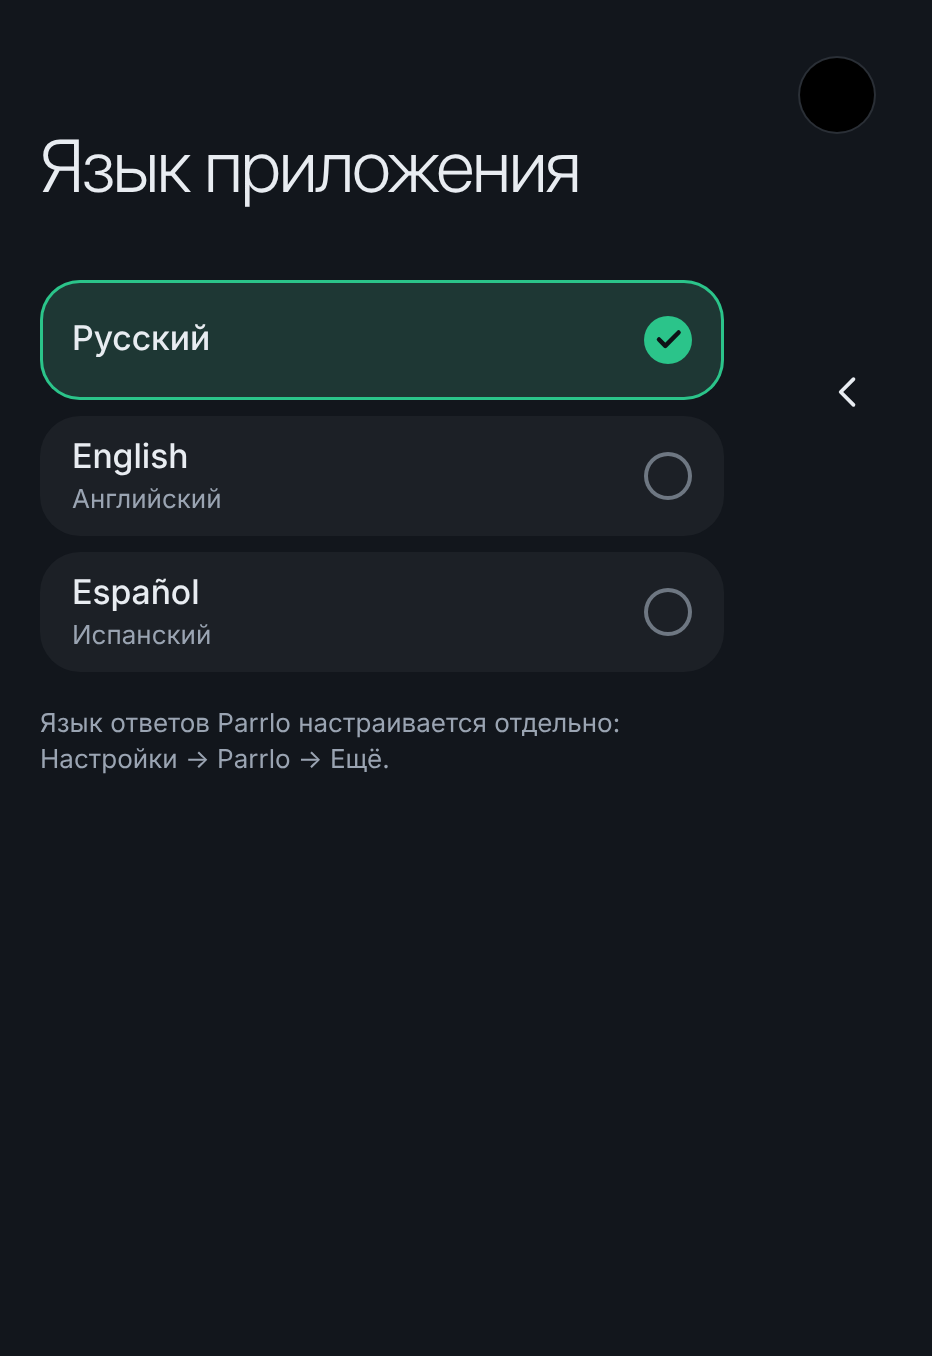 Язык приложения
Русский
English
Английский
Español
Испанский
Язык ответов Parrlo настраивается отдельно:
Настройки → Parrlo → Ещё.